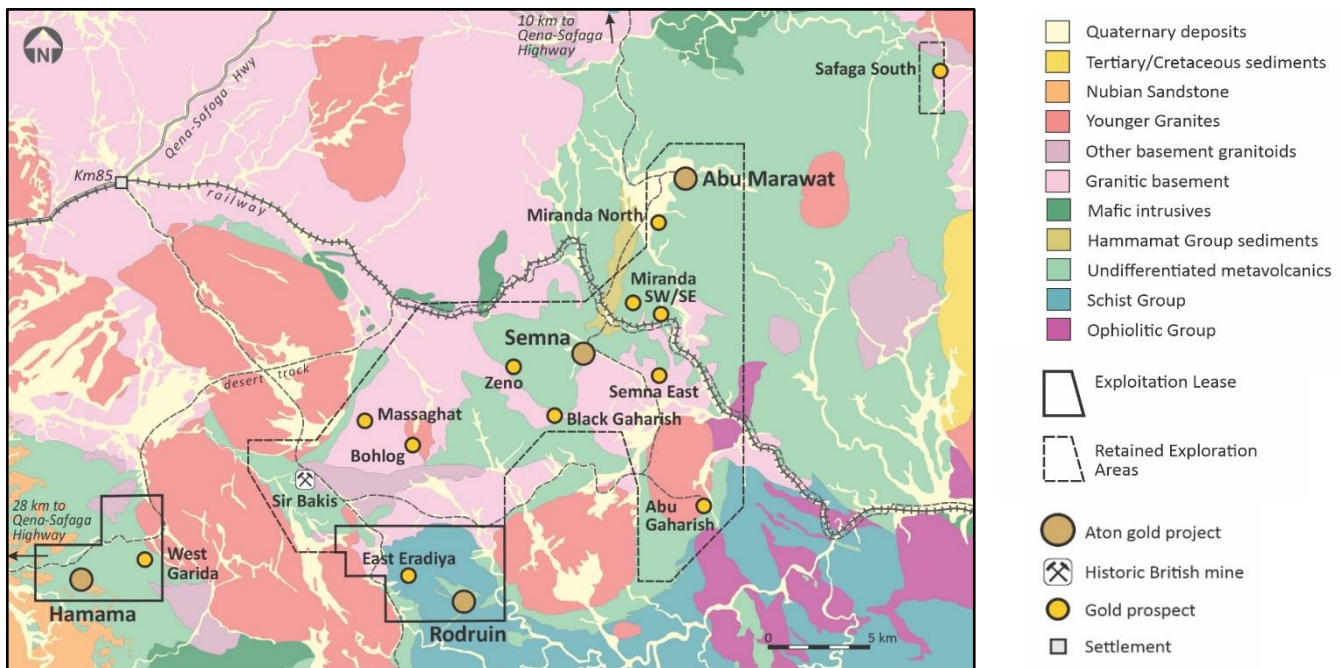 10 km to
Qena-Safaga
Highway
N
Qena-Safoga Hwy
Km85
railway
Safaga South
Abu Marawat
Miranda North
Miranda
SW/SE
Semna
Zeno
Semna East
desert track
Massaghat
Black Gaharish
Bohlog
Sir Bakis
Abu
Gaharish
28 km to
Qena-Safaga
Highway
West
Garida
East Eradiya
Hamama
Rodruin
0 5 km
Quaternary deposits
Tertiary/Cretaceous sediments
Nubian Sandstone
Younger Granites
Other basement granitoids
Granitic basement
Mafic intrusives
Hammamat Group sediments
Undifferentiated metavolcanics
Schist Group
Ophiolitic Group
Exploitation Lease
Retained Exploration
Areas
Aton gold project
Historic British mine
Gold prospect
Settlement